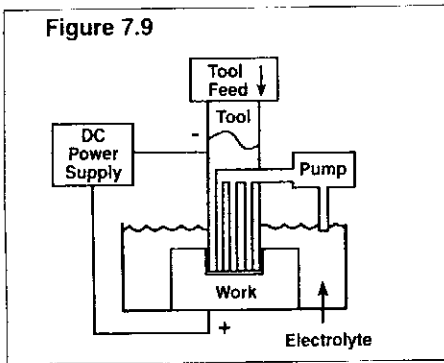 Figure 7.9
Tool
Feed
Tool
DC
Power
Supply
-
Pump
Work
+
Electrolyte